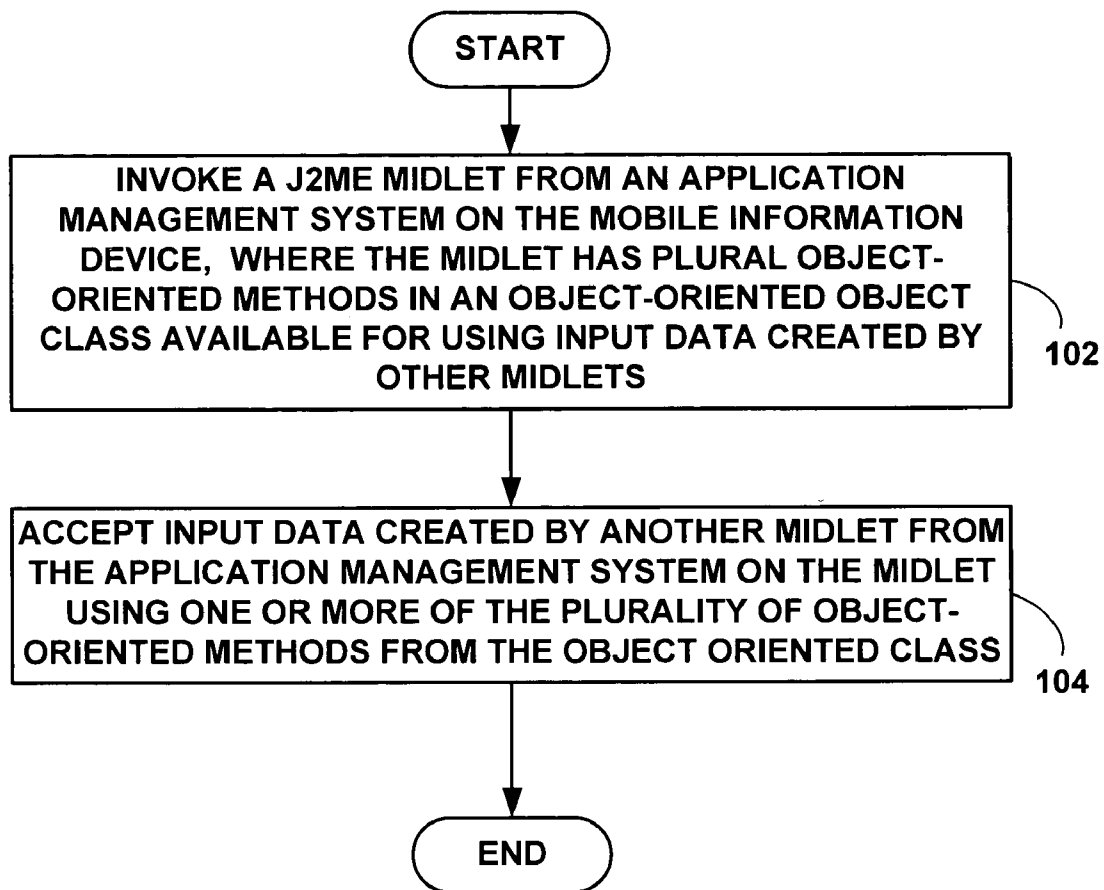 START
INVOKE A J2ME MIDLET FROM AN APPLICATION
MANAGEMENT SYSTEM ON THE MOBILE INFORMATION
DEVICE, WHERE THE MIDLET HAS PLURAL OBJECT-
ORIENTED METHODS IN AN OBJECT-ORIENTED OBJECT
CLASS AVAILABLE FOR USING INPUT DATA CREATED BY
OTHER MIDLETS
102
ACCEPT INPUT DATA CREATED BY ANOTHER MIDLET FROM
THE APPLICATION MANAGEMENT SYSTEM ON THE MIDLET
USING ONE OR MORE OF THE PLURALITY OF OBJECT-
ORIENTED METHODS FROM THE OBJECT ORIENTED CLASS
104
END